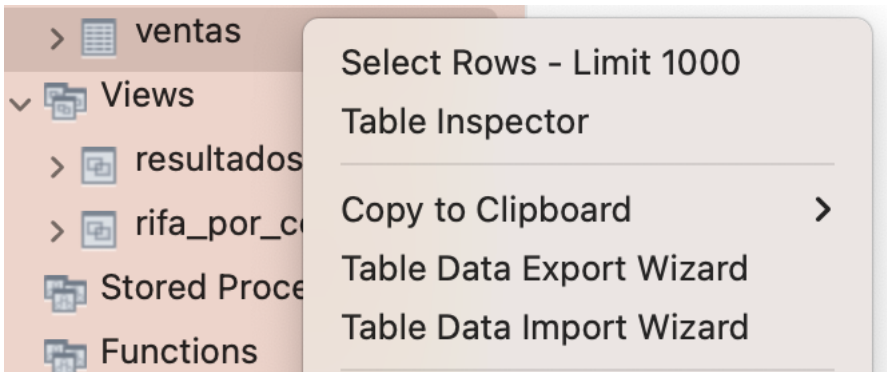 ventas
Views
resultados
rifa_por_c
Stored Proce
Functions
Select Rows - Limit 1000
Table Inspector
Copy to Clipboard
Table Data Export Wizard
Table Data Import Wizard